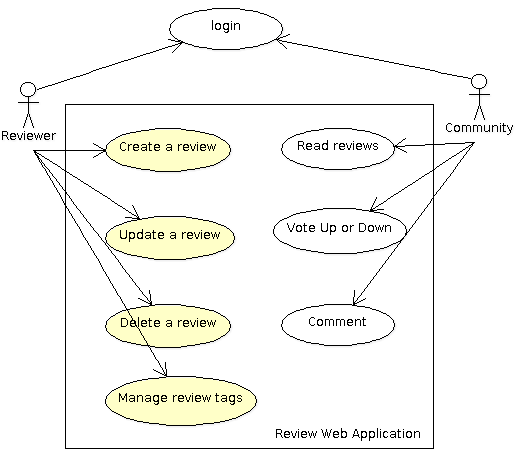 login
Reviewer
Community
Create a review
Read reviews
Update a review
Vote Up or Down
Delete a review
Comment
Manage review tags
Review Web Application